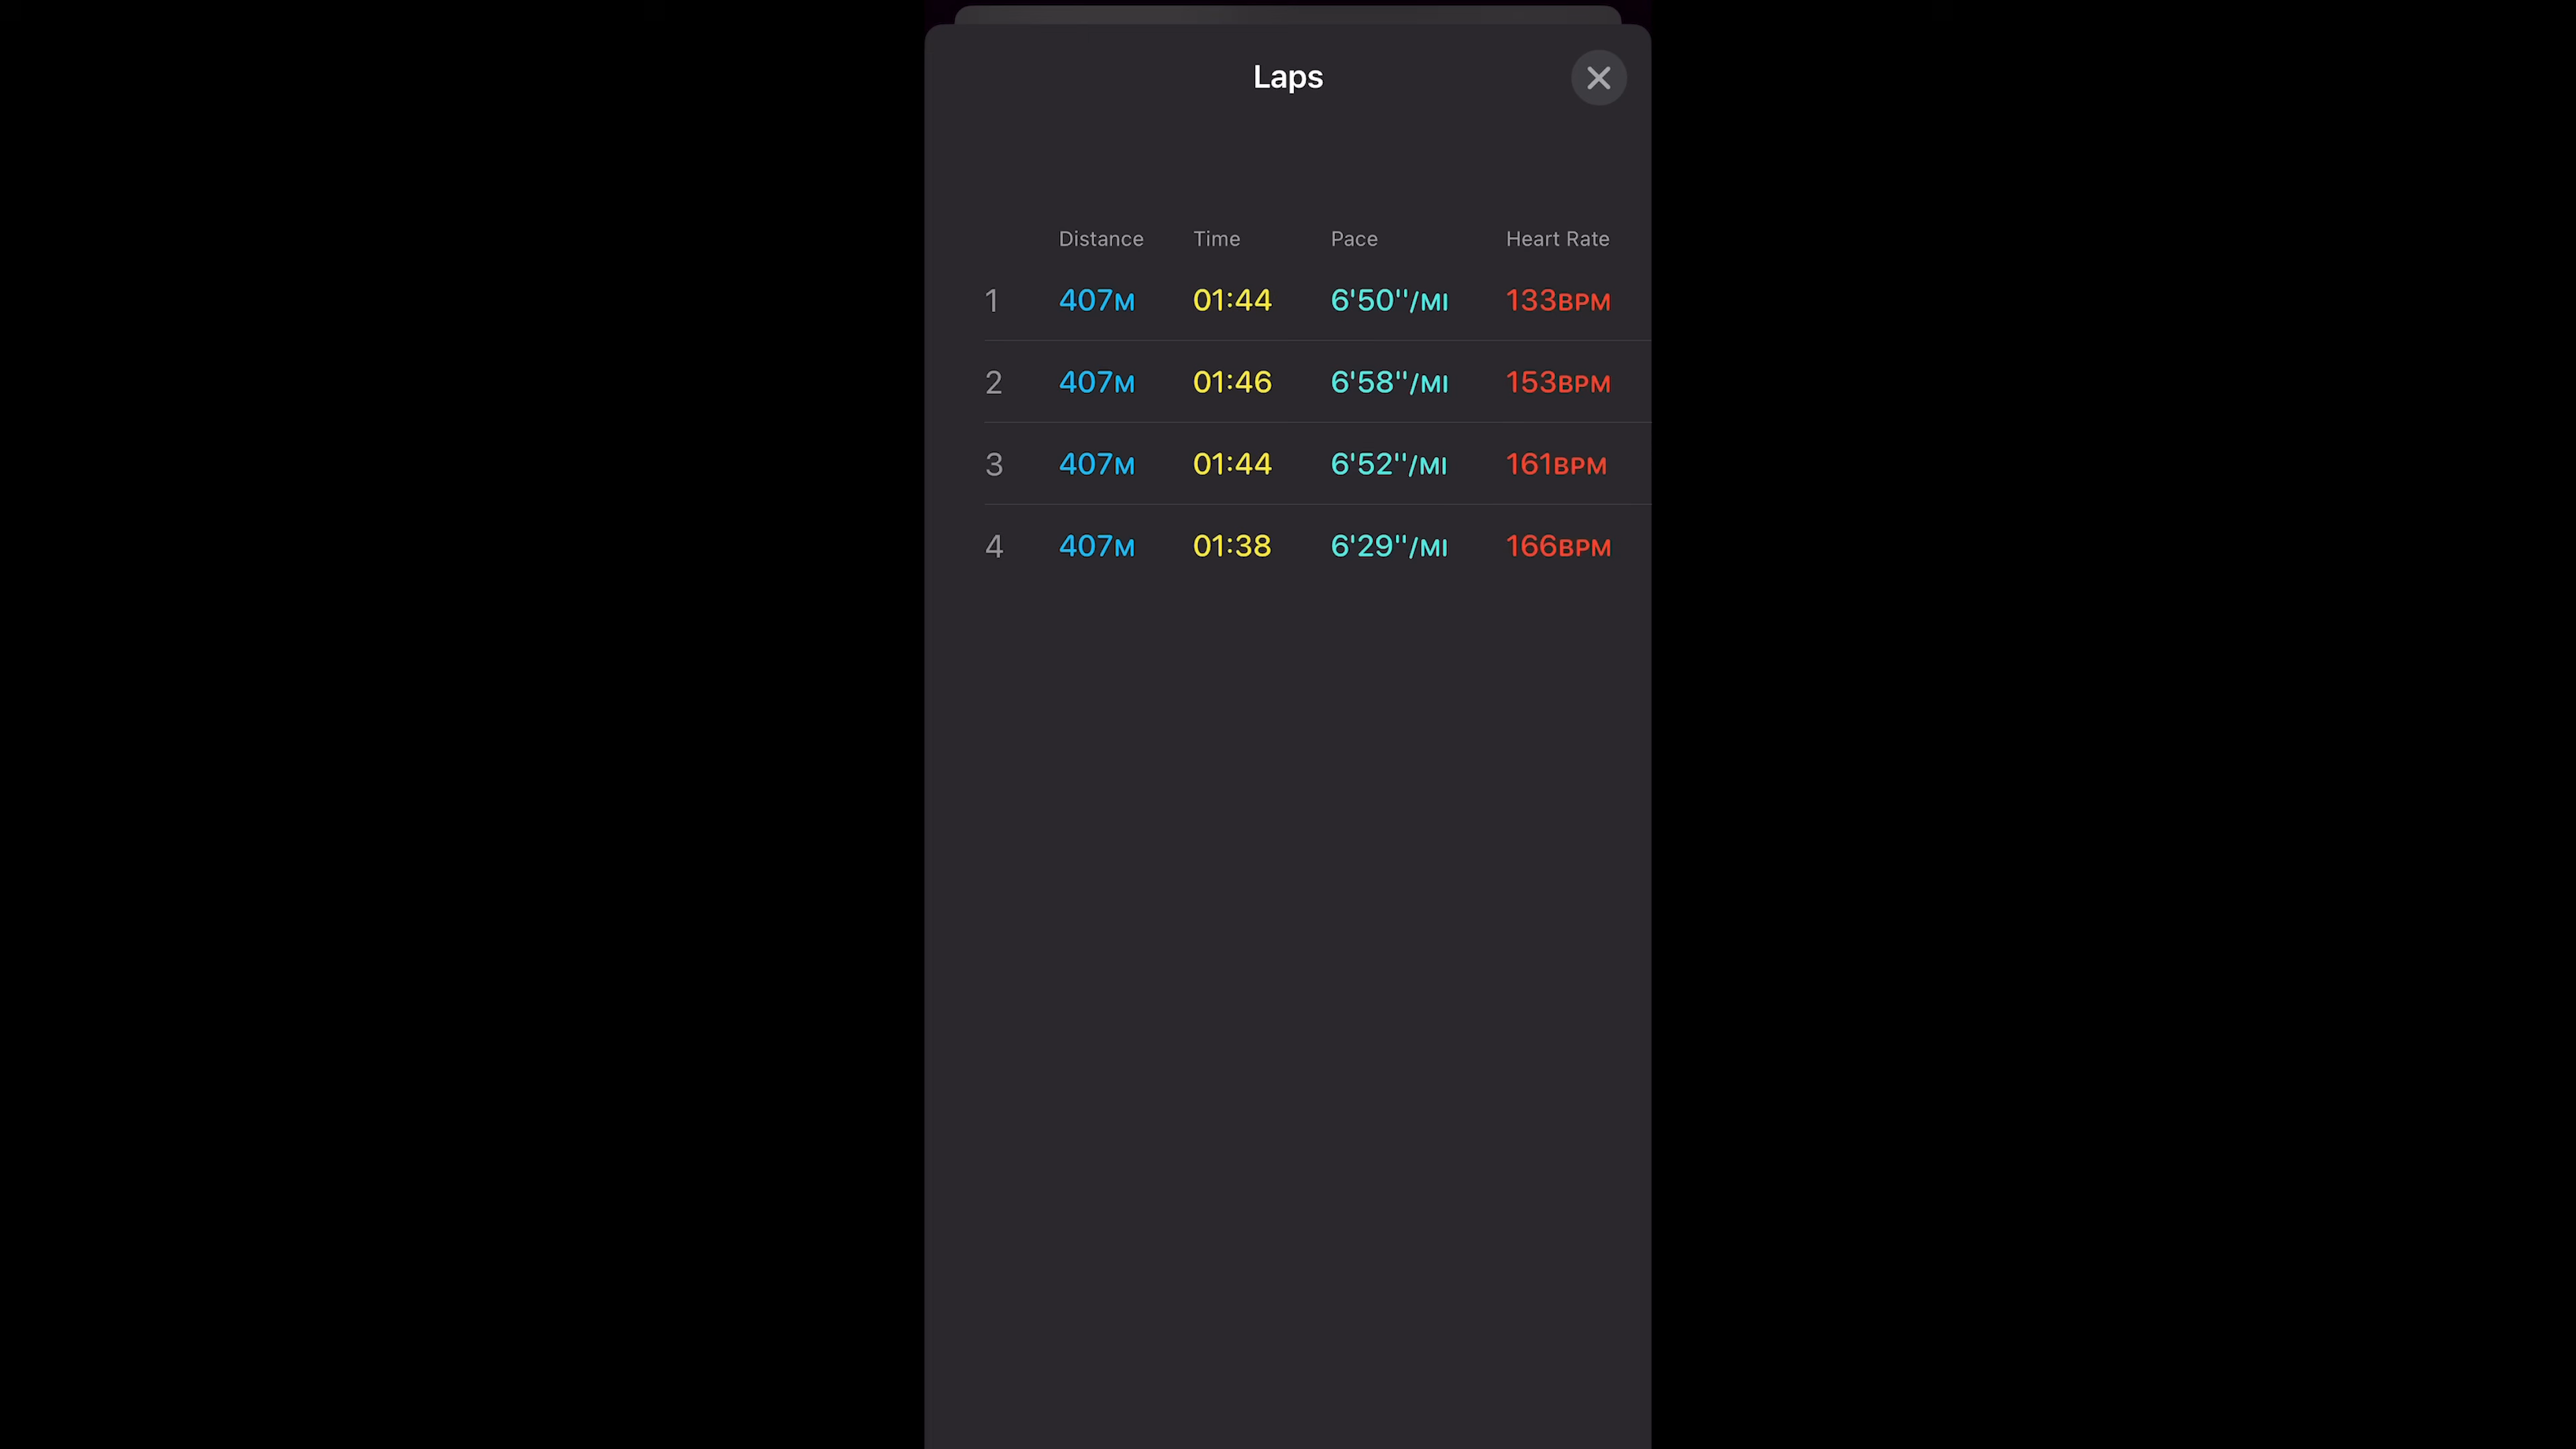 Laps
Distance Time Pace Heart Rate
1 407M 01:44 6'50''/MI 133BPM
2 407M 01:46 6'58''/MI 153BPM
3 407M 01:44 6'52''/MI 161BPM
4 407M 01:38 6'29''/MI 166BPM